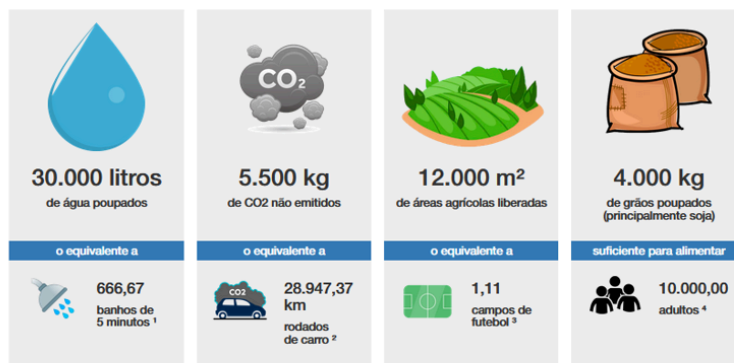 CO₂
30.000 litros
de água poupados
o equivalente a
666,67
banhos de
5 minutos ¹
5.500 kg
de CO2 não emitidos
o equivalente a
CO2
28.947,37
km
rodados
de carro ²
12.000 m²
de áreas agrícolas liberadas
o equivalente a
1,11
campos de
futebol ³
4.000 kg
de grãos poupados
(principalmente soja)
suficiente para alimentar
10.000,00
adultos ⁴